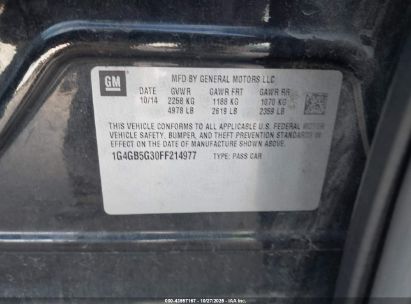 GM
MFD BY GENERAL MOTORS LLC
DATE GVWR GAWR FRT GAWR RR
10/14 2258 KG 1188 KG 1070 KG
4978 LB 2619 LB 2359 LB
THIS VEHICLE CONFORMS TO ALL APPLICABLE U.S. FEDERAL MOTOR
VEHICLE SAFETY, BUMPER, AND THEFT PREVENTION STANDARDS IN
EFFECT ON THE DATE OF MANUFACTURE SHOWN ABOVE.
1G4GB5G30FF214977 TYPE: PASS CAR